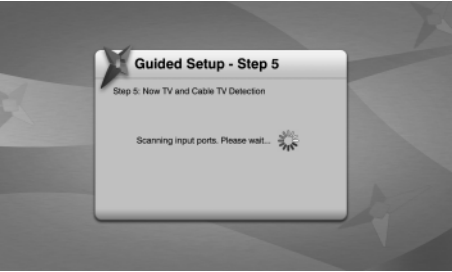 Guided Setup - Step 5
Step 5: Now TV and Cable TV Detection
Scanning input ports. Please wait...